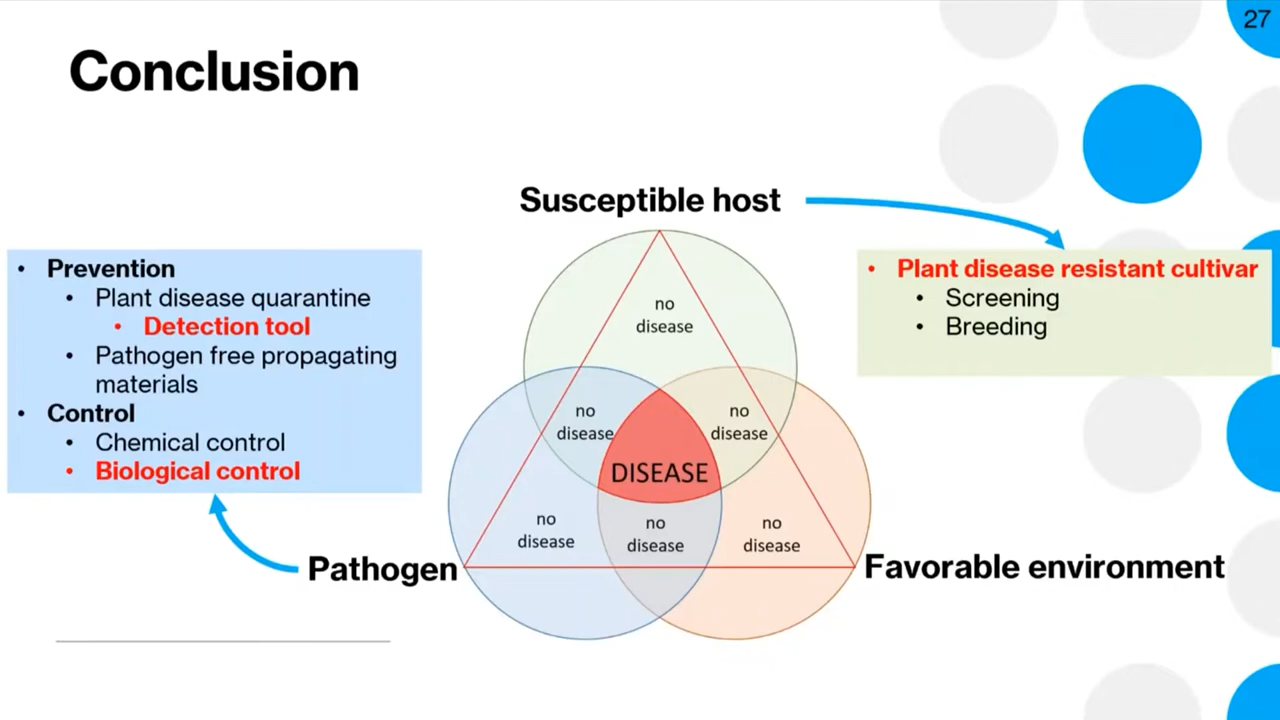 27
Conclusion
Susceptible host
• Prevention
• Plant disease quarantine
• Detection tool
• Pathogen free propagating
materials
• Control
• Chemical control
• Biological control
• Plant disease resistant cultivar
• Screening
• Breeding
no
disease
no
disease
no
disease
DISEASE
no
disease
no
disease
no
disease
Pathogen
Favorable environment